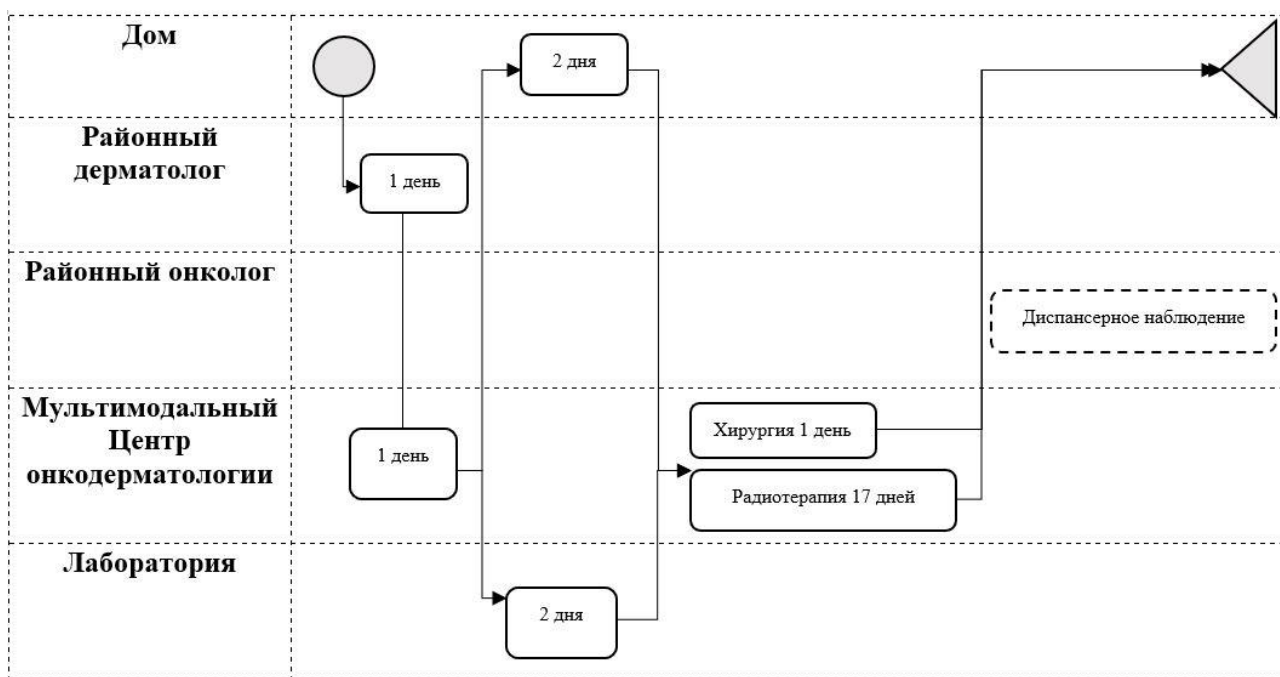 Дом
2 дня
Районный
дерматолог
1 день
Районный онколог
Диспансерное наблюдение
Мультимодальный
Центр
онкодерматологии
1 день
Хирургия 1 день
Радиотерапия 17 дней
Лаборатория
2 дня